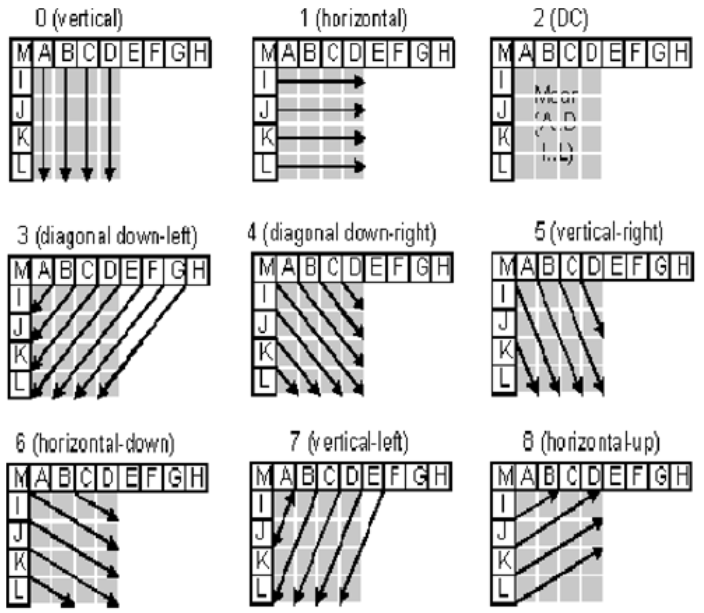 0 (vertical)
1 (horizontal)
2 (DC)
M A B C D E F G H
I
J
K
L
M A B C D E F G H
I
J
K
L
M A B C D E F G H
I
J
K
L
Mean
(A..D
I...L)
3 (diagonal down-left)
4 (diagonal down-right)
5 (vertical-right)
M A B C D E F G H
I
J
K
L
M A B C D E F G H
I
J
K
L
M A B C D E F G H
I
J
K
L
6 (horizontal-down)
7 (vertical-left)
8 (horizontal-up)
M A B C D E F G H
I
J
K
L
M A B C D E F G H
I
J
K
L
M A B C D E F G H
I
J
K
L